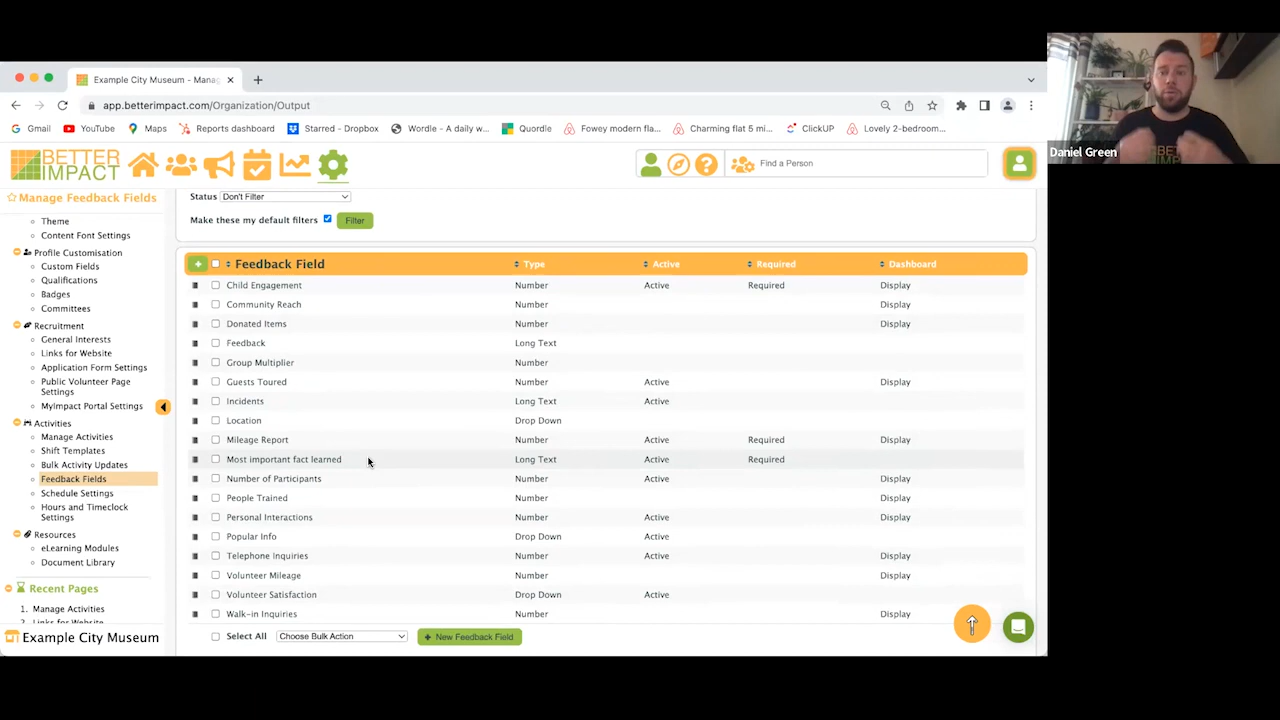 Example City Museum - Mana
app.betterimpact.com/Organization/Output
Gmail
YouTube
Maps
Reports dashboard
Starred - Dropbox
Wordle - A daily w...
Quordle
Fowey modern fla...
Charming flat 5 mi...
ClickUP
Lovely 2-bedroom...
BETTER
IMPACT
Find a Person
Daniel Green
Manage Feedback Fields
Theme
Content Font Settings
Profile Customisation
Custom Fields
Qualifications
Badges
Committees
Recruitment
General Interests
Links for Website
Application Form Settings
Public Volunteer Page
Settings
MyImpact Portal Settings
Activities
Manage Activities
Shift Templates
Bulk Activity Updates
Feedback Fields
Schedule Settings
Hours and Timeclock
Settings
Resources
eLearning Modules
Document Library
Recent Pages
1. Manage Activities
2. Links for Website
Example City Museum
Status Don't Filter
Make these my default filters Filter
+ Feedback Field Type Active Required Dashboard
Child Engagement Number Active Required Display
Community Reach Number Display
Donated Items Number Display
Feedback Long Text
Group Multiplier Number
Guests Toured Number Active Display
Incidents Long Text Active
Location Drop Down
Mileage Report Number Active Required Display
Most important fact learned Long Text Active Required
Number of Participants Number Active Display
People Trained Number Display
Personal Interactions Number Active Display
Popular Info Drop Down Active
Telephone Inquiries Number Active Display
Volunteer Mileage Number Display
Volunteer Satisfaction Drop Down Active
Walk-in Inquiries Number Display
Select All Choose Bulk Action + New Feedback Field